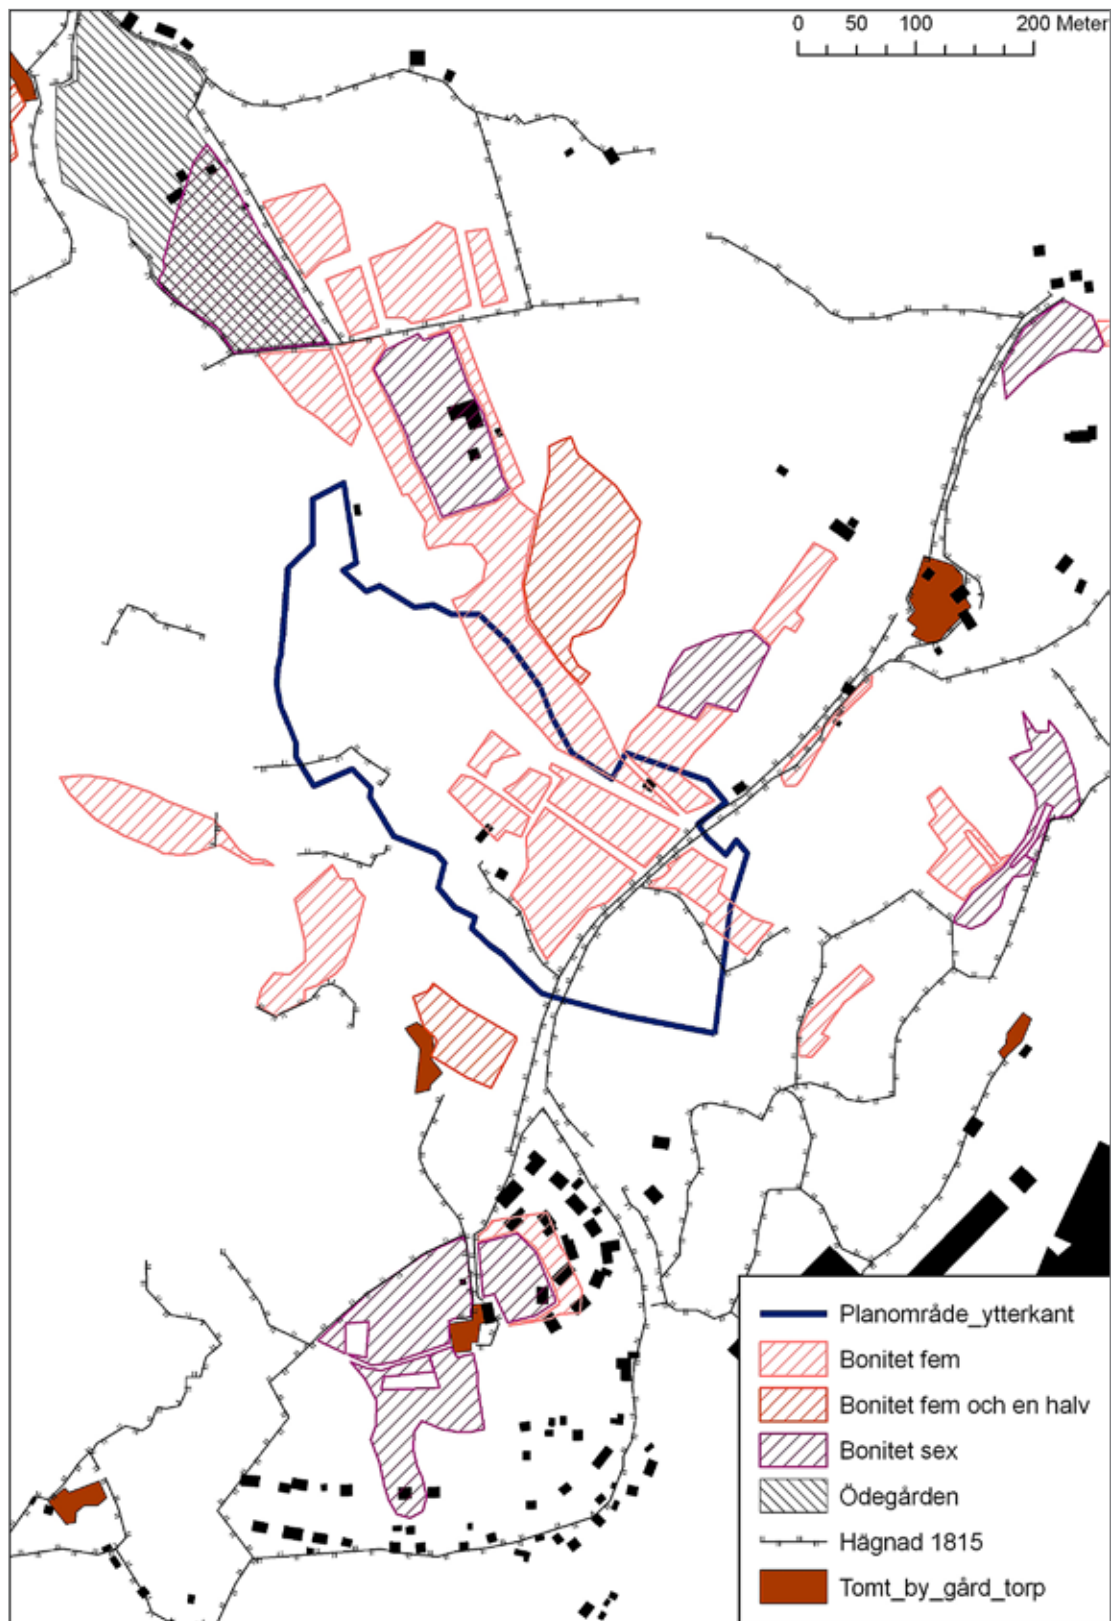 0 50 100 200 Meter
Planområde_ytterkant
Bonitet fem
Bonitet fem och en halv
Bonitet sex
Ödegården
Hägnad 1815
Tomt_by_gård_torp